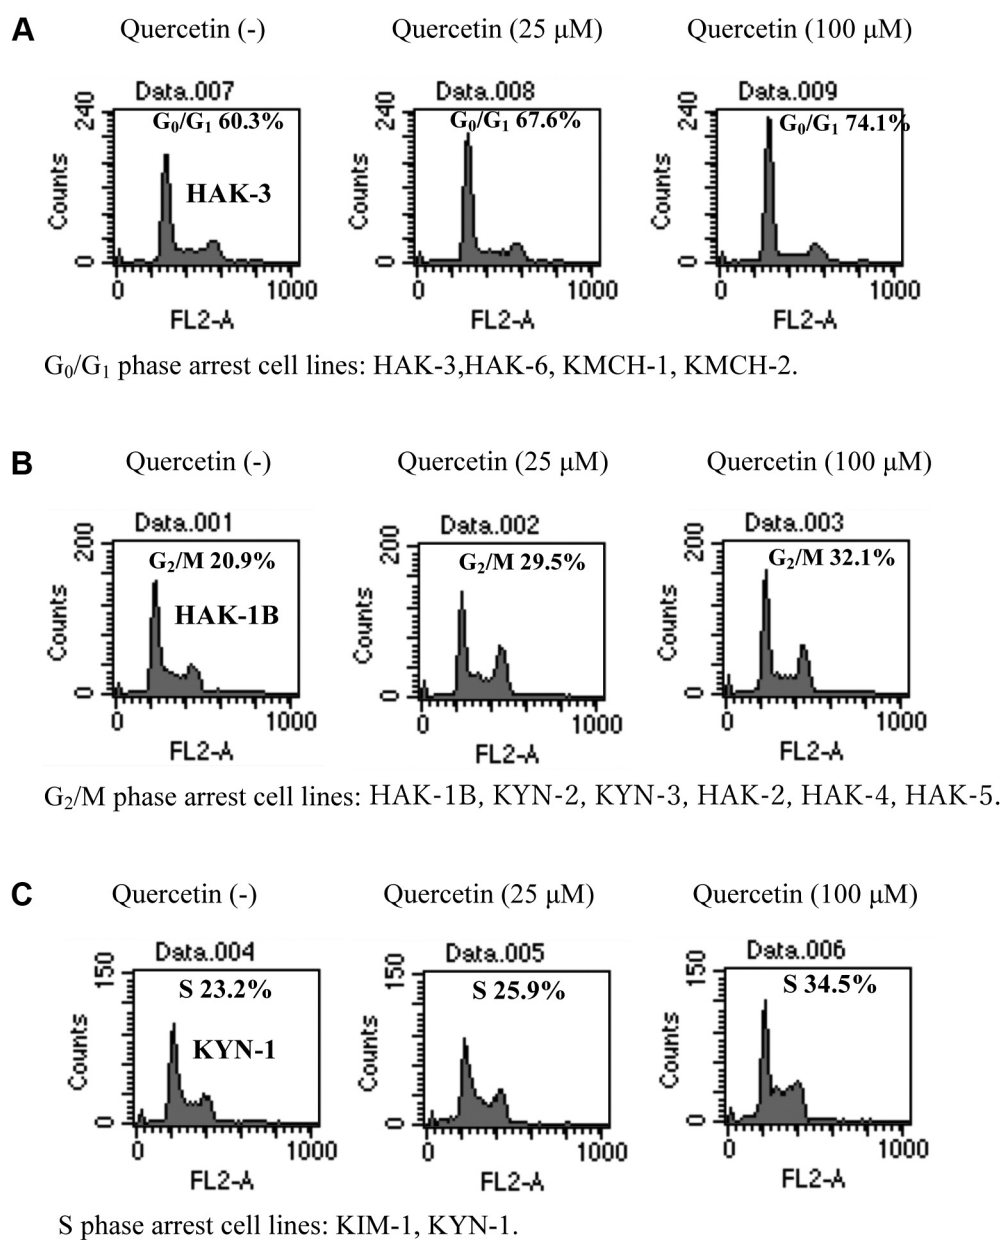 A Quercetin (-) Quercetin (25 μM) Quercetin (100 μM)
Data.007 Data.008 Data.009
240 G₀/G₁ 60.3% 240 G₀/G₁ 67.6% 240 G₀/G₁ 74.1%
Counts HAK-3 Counts Counts
0 0 0
0 1000 0 1000 0 1000
FL2-A FL2-A FL2-A
G₀/G₁ phase arrest cell lines: HAK-3,HAK-6, KMCH-1, KMCH-2.
B Quercetin (-) Quercetin (25 μM) Quercetin (100 μM)
Data.001 Data.002 Data.003
200 G₂/M 20.9% 200 G₂/M 29.5% 200 G₂/M 32.1%
Counts HAK-1B Counts Counts
0 0 0
0 1000 0 1000 0 1000
FL2-A FL2-A FL2-A
G₂/M phase arrest cell lines: HAK-1B, KYN-2, KYN-3, HAK-2, HAK-4, HAK-5.
C Quercetin (-) Quercetin (25 μM) Quercetin (100 μM)
Data.004 Data.005 Data.006
150 S 23.2% 150 S 25.9% 150 S 34.5%
Counts KYN-1 Counts Counts
0 0 0
0 1000 0 1000 0 1000
FL2-A FL2-A FL2-A
S phase arrest cell lines: KIM-1, KYN-1.